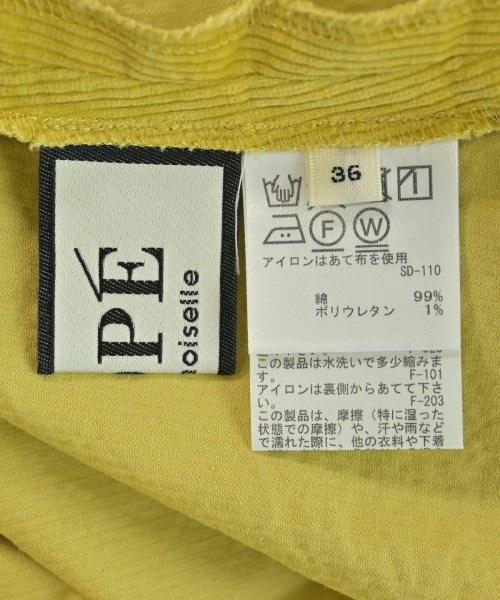 PÉ
noiselle
36
F
W
アイロンはあて布を使用
SD-110
綿 99%
ポリウレタン 1%
この製品は水洗いで多少縮みま
す。 F-101
アイロンは裏側からあてて下さ
い。 F-203
この製品は、摩擦（特に湿った
状態での摩擦）や、汗や雨など
で濡れた際に、他の衣料や下着